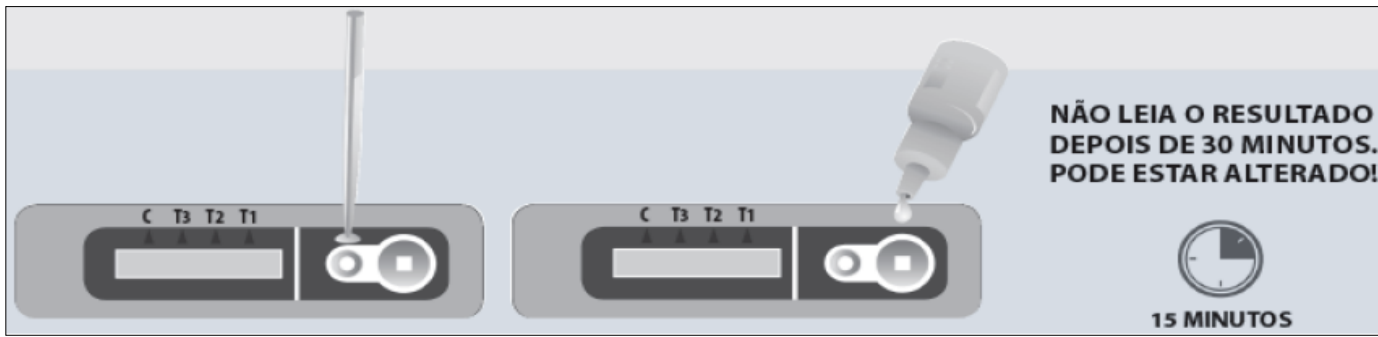 C T3 T2 T1
C T3 T2 T1
NÃO LEIA O RESULTADO
DEPOIS DE 30 MINUTOS.
PODE ESTAR ALTERADO!
15 MINUTOS